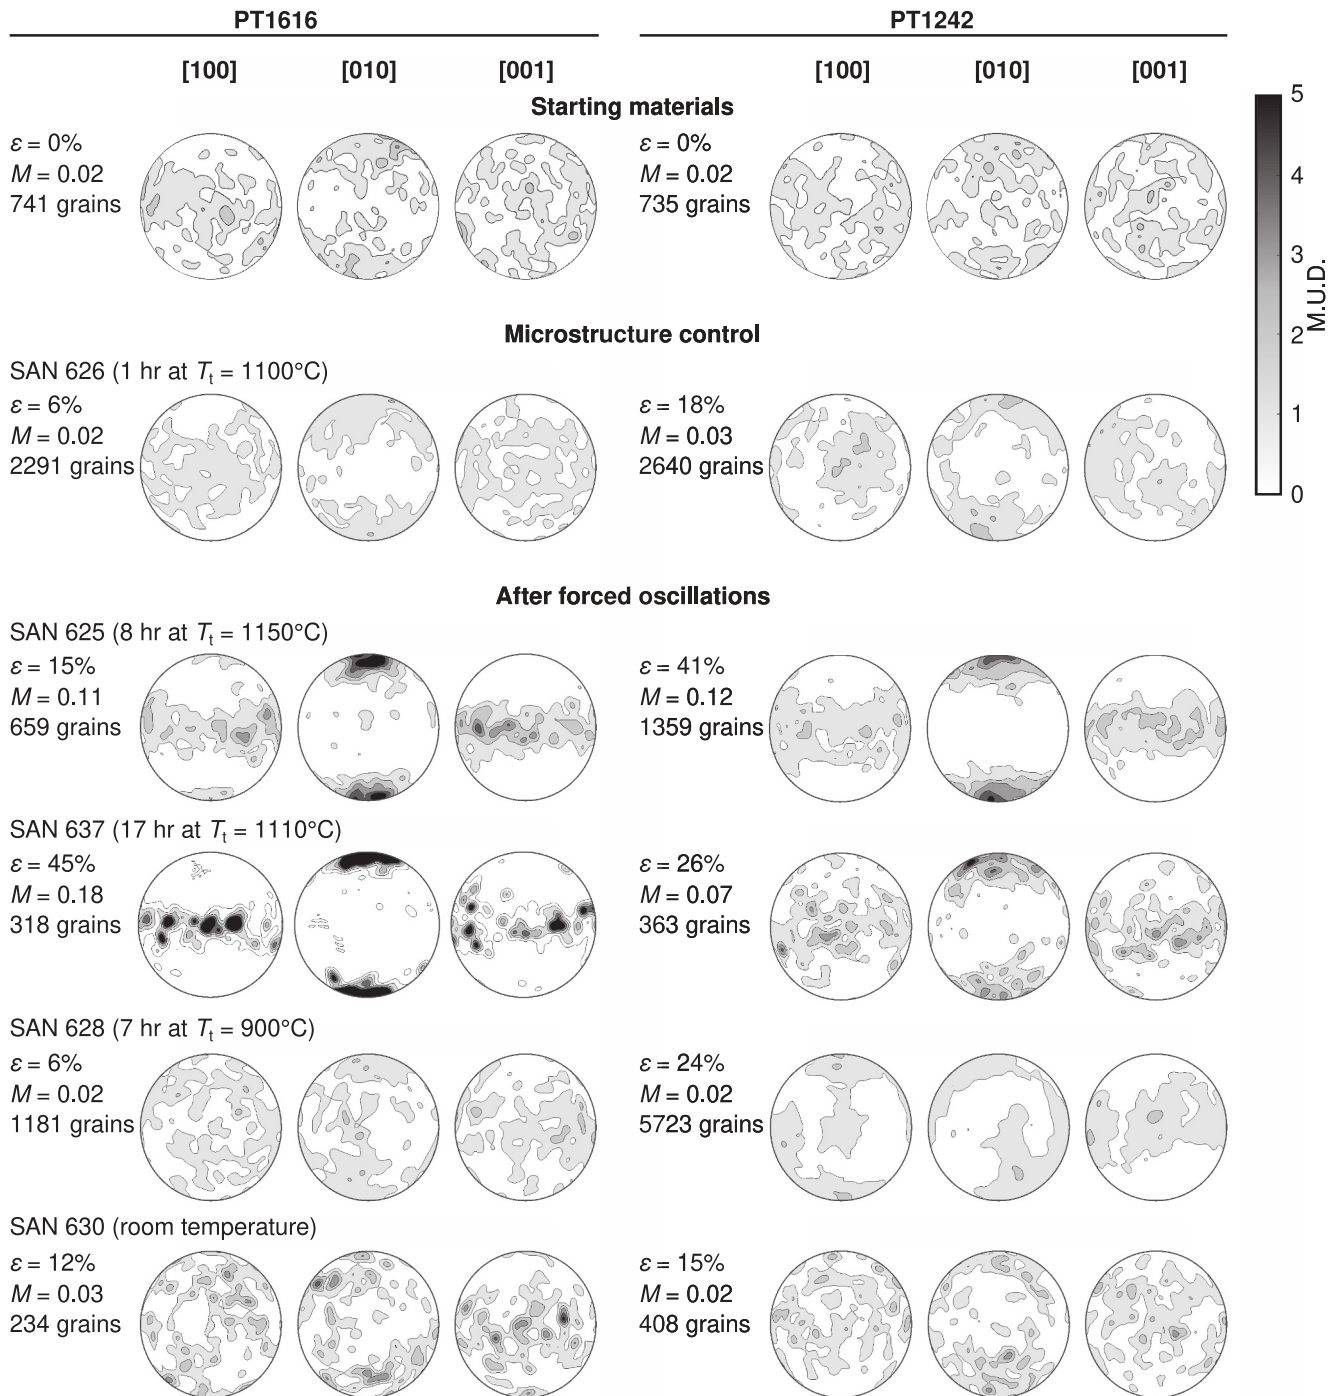 PT1616 PT1242
[100] [010] [001] [100] [010] [001]
Starting materials
ε = 0%
M = 0.02
741 grains
ε = 0%
M = 0.02
735 grains
5
4
3
2
1
0
M.U.D.
Microstructure control
SAN 626 (1 hr at Tt = 1100°C)
ε = 6%
M = 0.02
2291 grains
ε = 18%
M = 0.03
2640 grains
After forced oscillations
SAN 625 (8 hr at Tt = 1150°C)
ε = 15%
M = 0.11
659 grains
ε = 41%
M = 0.12
1359 grains
SAN 637 (17 hr at Tt = 1110°C)
ε = 45%
M = 0.18
318 grains
ε = 26%
M = 0.07
363 grains
SAN 628 (7 hr at Tt = 900°C)
ε = 6%
M = 0.02
1181 grains
ε = 24%
M = 0.02
5723 grains
SAN 630 (room temperature)
ε = 12%
M = 0.03
234 grains
ε = 15%
M = 0.02
408 grains